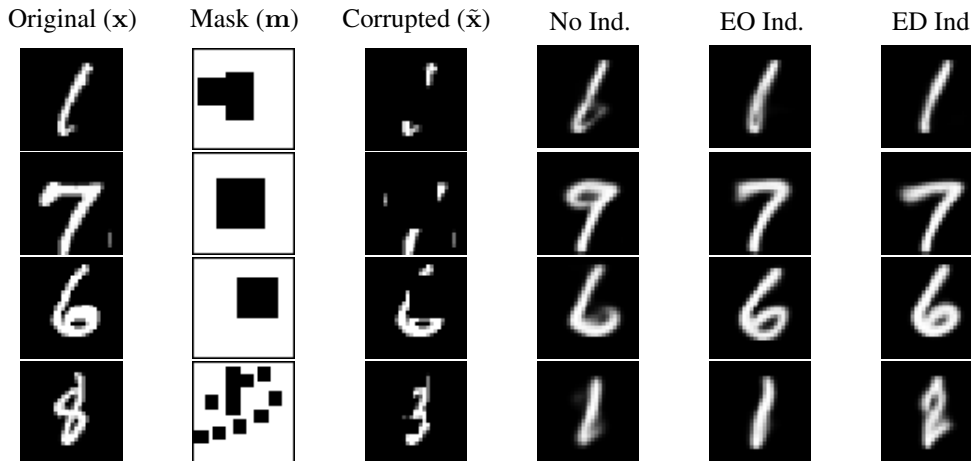 Original (x) Mask (m) Corrupted (x̃) No Ind. EO Ind. ED Ind